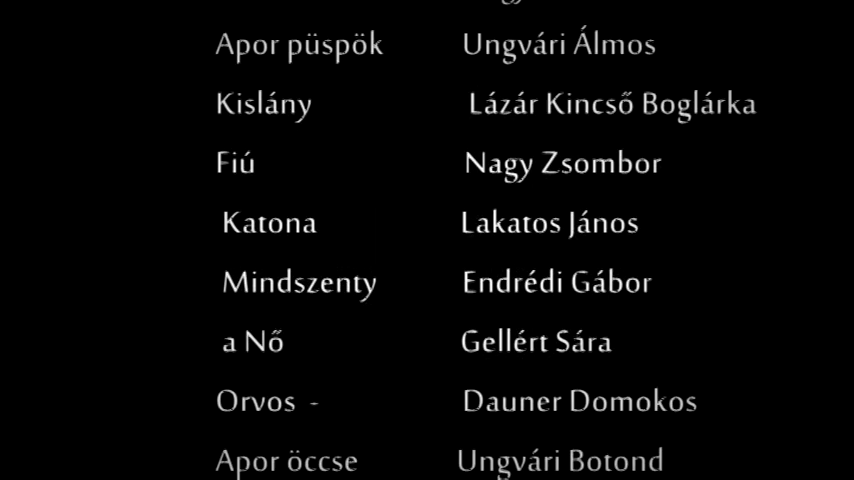 Apor püspök Ungvári Álmos
Kislány Lázár Kincső Boglárka
Fiú Nagy Zsombor
Katona Lakatos János
Mindszenty Endrédi Gábor
a Nő Gellért Sára
Orvos - Dauner Domokos
Apor öccse Ungvári Botond